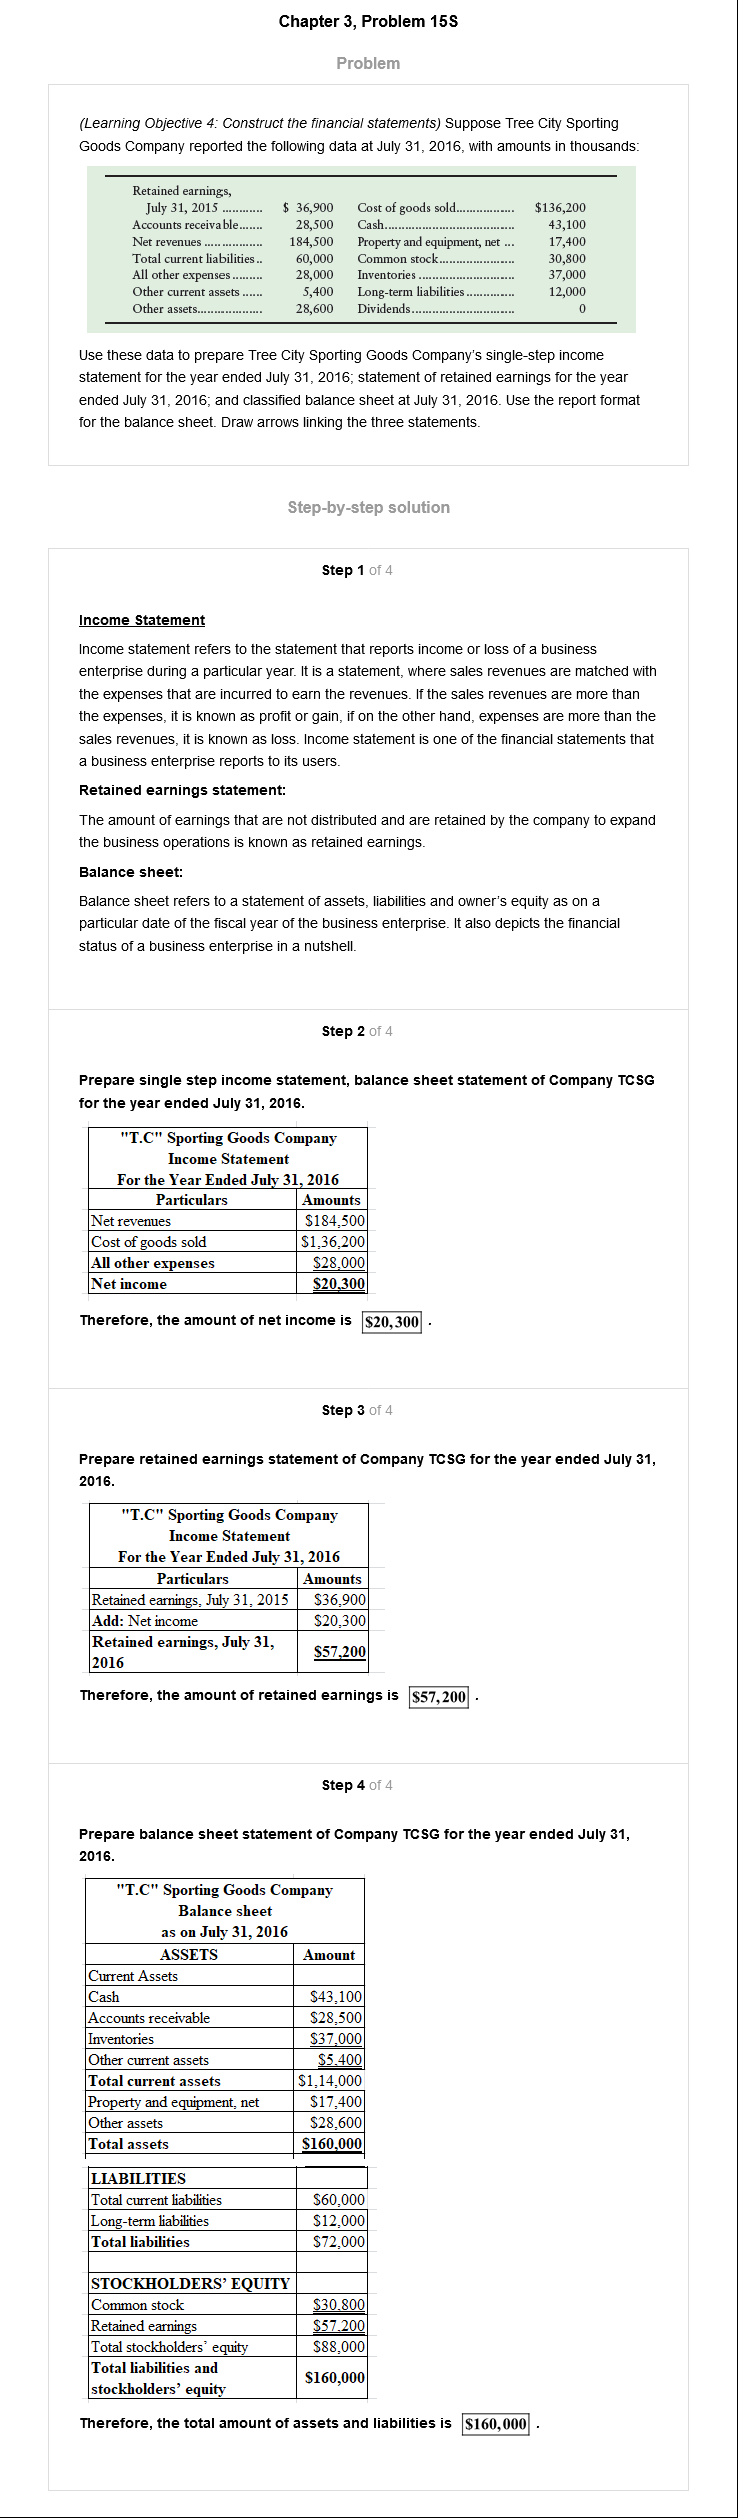 Chapter 3, Problem 15S
Problem
(Learning Objective 4: Construct the financial statements) Suppose Tree City Sporting
Goods Company reported the following data at July 31, 2016, with amounts in thousands:
Retained earnings,
July 31, 2015 ............ $ 36,900 Cost of goods sold................. $136,200
Accounts receivable....... 28,500 Cash...................................... 43,100
Net revenues ................. 184,500 Property and equipment, net ... 17,400
Total current liabilities.. 60,000 Common stock...................... 30,800
All other expenses......... 28,000 Inventories ............................ 37,000
Other current assets ...... 5,400 Long-term liabilities.............. 12,000
Other assets................... 28,600 Dividends.............................. 0
Use these data to prepare Tree City Sporting Goods Company's single-step income
statement for the year ended July 31, 2016; statement of retained earnings for the year
ended July 31, 2016; and classified balance sheet at July 31, 2016. Use the report format
for the balance sheet. Draw arrows linking the three statements.
Step-by-step solution
Step 1 of 4
Income Statement
Income statement refers to the statement that reports income or loss of a business
enterprise during a particular year. It is a statement, where sales revenues are matched with
the expenses that are incurred to earn the revenues. If the sales revenues are more than
the expenses, it is known as profit or gain, if on the other hand, expenses are more than the
sales revenues, it is known as loss. Income statement is one of the financial statements that
a business enterprise reports to its users.
Retained earnings statement:
The amount of earnings that are not distributed and are retained by the company to expand
the business operations is known as retained earnings.
Balance sheet:
Balance sheet refers to a statement of assets, liabilities and owner's equity as on a
particular date of the fiscal year of the business enterprise. It also depicts the financial
status of a business enterprise in a nutshell.
Step 2 of 4
Prepare single step income statement, balance sheet statement of Company TCSG
for the year ended July 31, 2016.
"T.C" Sporting Goods Company
Income Statement
For the Year Ended July 31, 2016
Particulars Amounts
Net revenues $184,500
Cost of goods sold $1,36,200
All other expenses $28,000
Net income $20,300
Therefore, the amount of net income is $20,300 .
Step 3 of 4
Prepare retained earnings statement of Company TCSG for the year ended July 31,
2016.
"T.C" Sporting Goods Company
Income Statement
For the Year Ended July 31, 2016
Particulars Amounts
Retained earnings, July 31, 2015 $36,900
Add: Net income $20,300
Retained earnings, July 31,
2016 $57,200
Therefore, the amount of retained earnings is $57,200 .
Step 4 of 4
Prepare balance sheet statement of Company TCSG for the year ended July 31,
2016.
"T.C" Sporting Goods Company
Balance sheet
as on July 31, 2016
ASSETS Amount
Current Assets
Cash $43,100
Accounts receivable $28,500
Inventories $37,000
Other current assets $5,400
Total current assets $1,14,000
Property and equipment, net $17,400
Other assets $28,600
Total assets $160,000
LIABILITIES
Total current liabilities $60,000
Long-term liabilities $12,000
Total liabilities $72,000
STOCKHOLDERS' EQUITY
Common stock $30,800
Retained earnings $57,200
Total stockholders' equity $88,000
Total liabilities and
stockholders' equity $160,000
Therefore, the total amount of assets and liabilities is $160,000 .